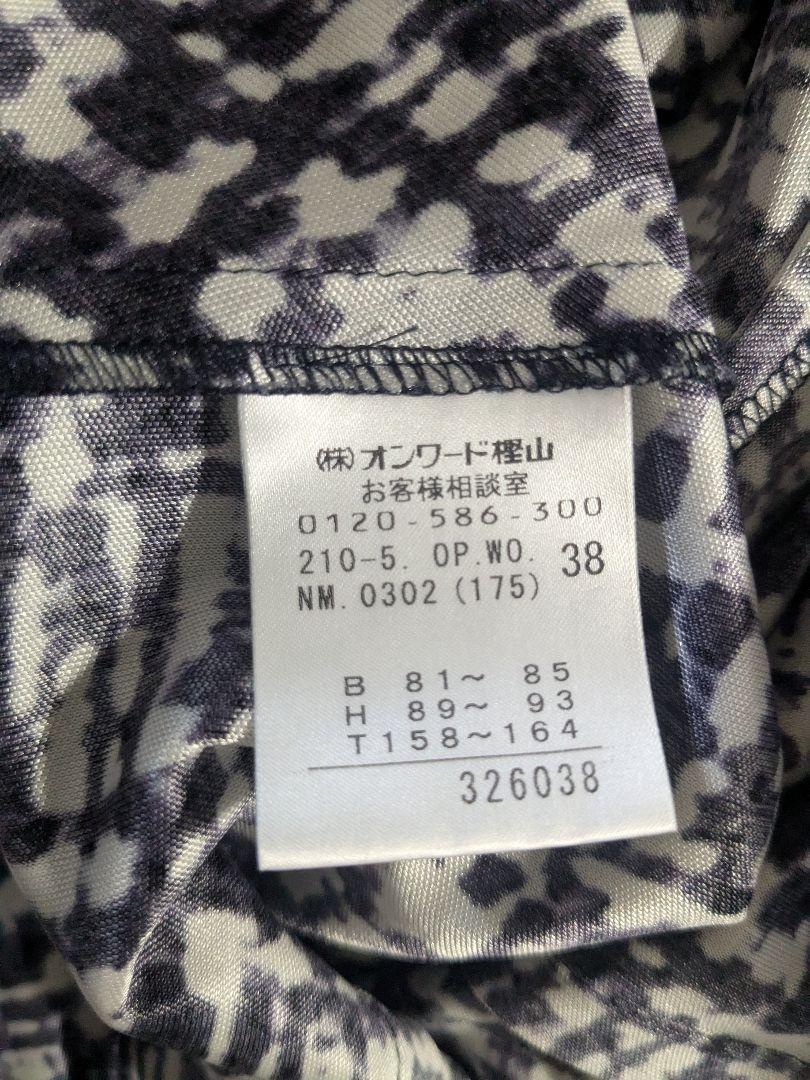 (株)オンワード樫山
お客様相談室
0120-586-300
210-5. OP.WO. 38
NM. 0302 (175)
B 81～ 85
H 89～ 93
T 158～164
326038